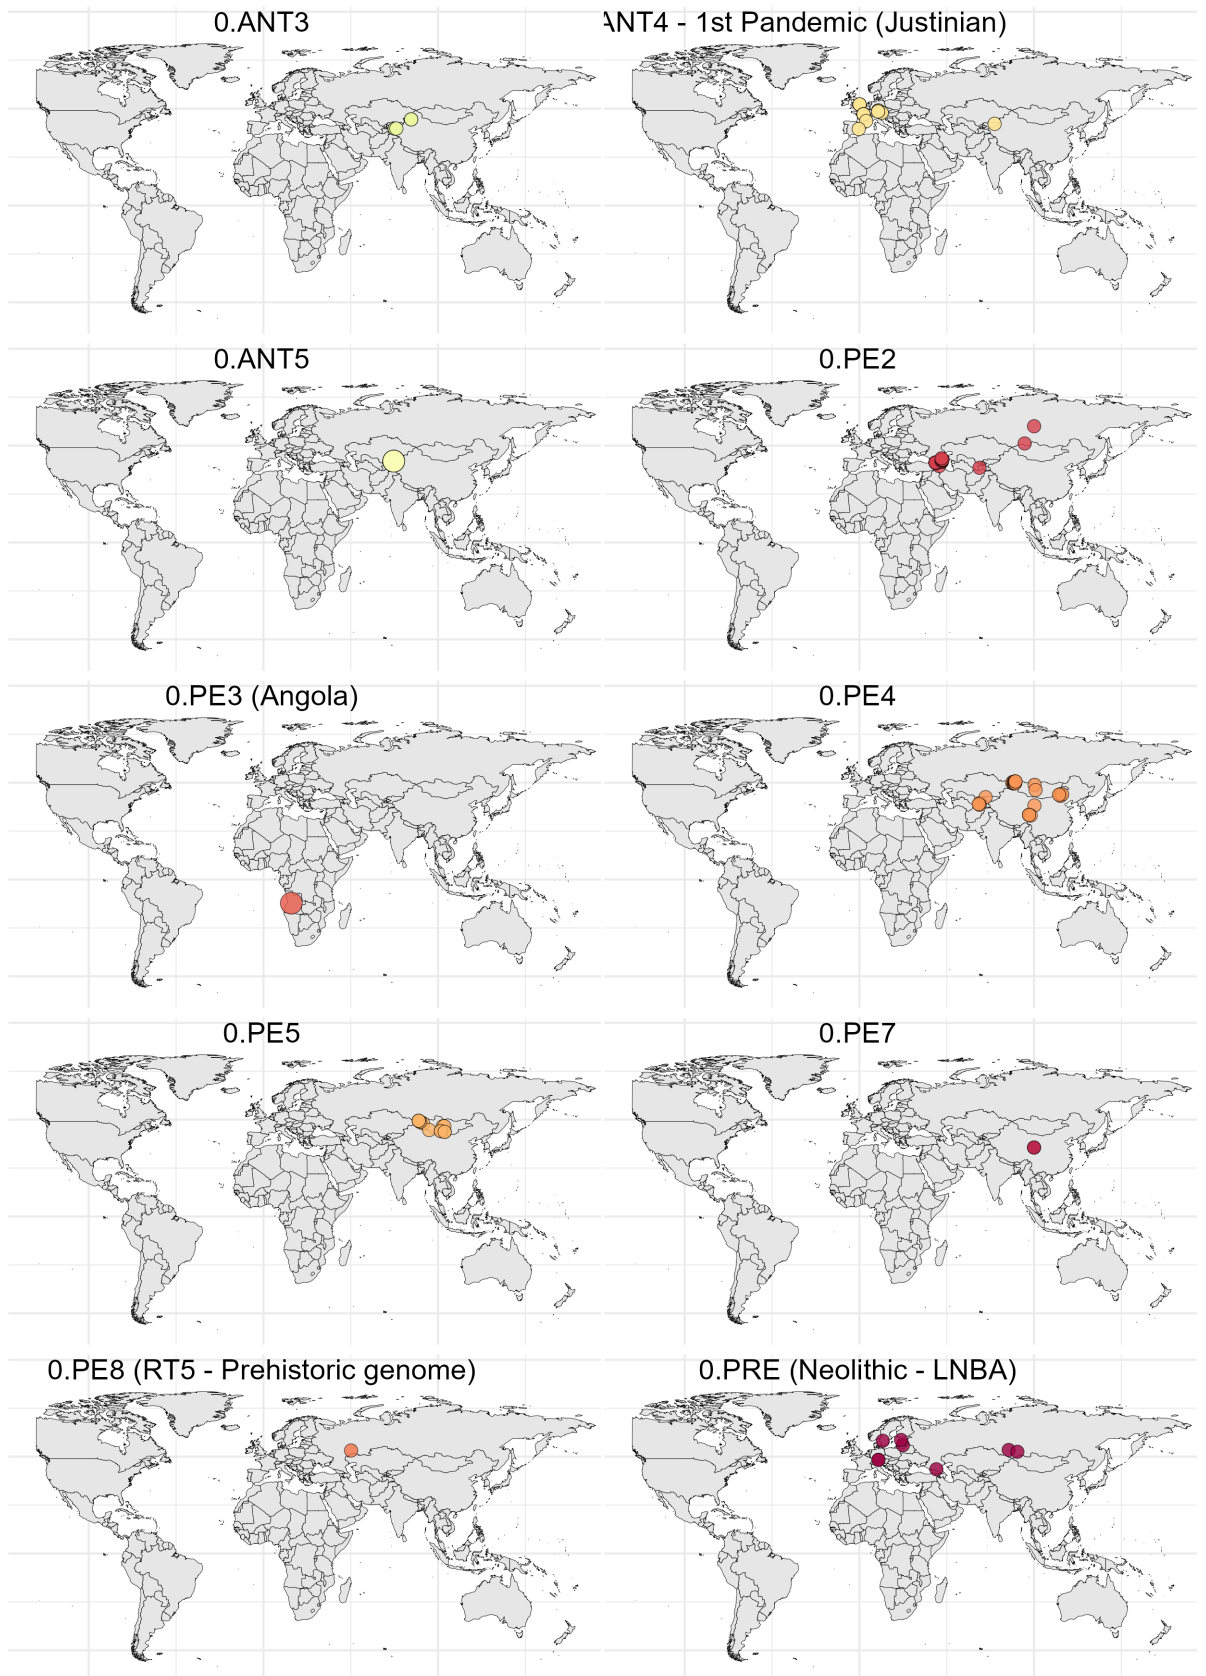 0.ANT3
ANT4 - 1st Pandemic (Justinian)
0.ANT5
0.PE2
0.PE3 (Angola)
0.PE4
0.PE5
0.PE7
0.PE8 (RT5 - Prehistoric genome)
0.PRE (Neolithic - LNBA)